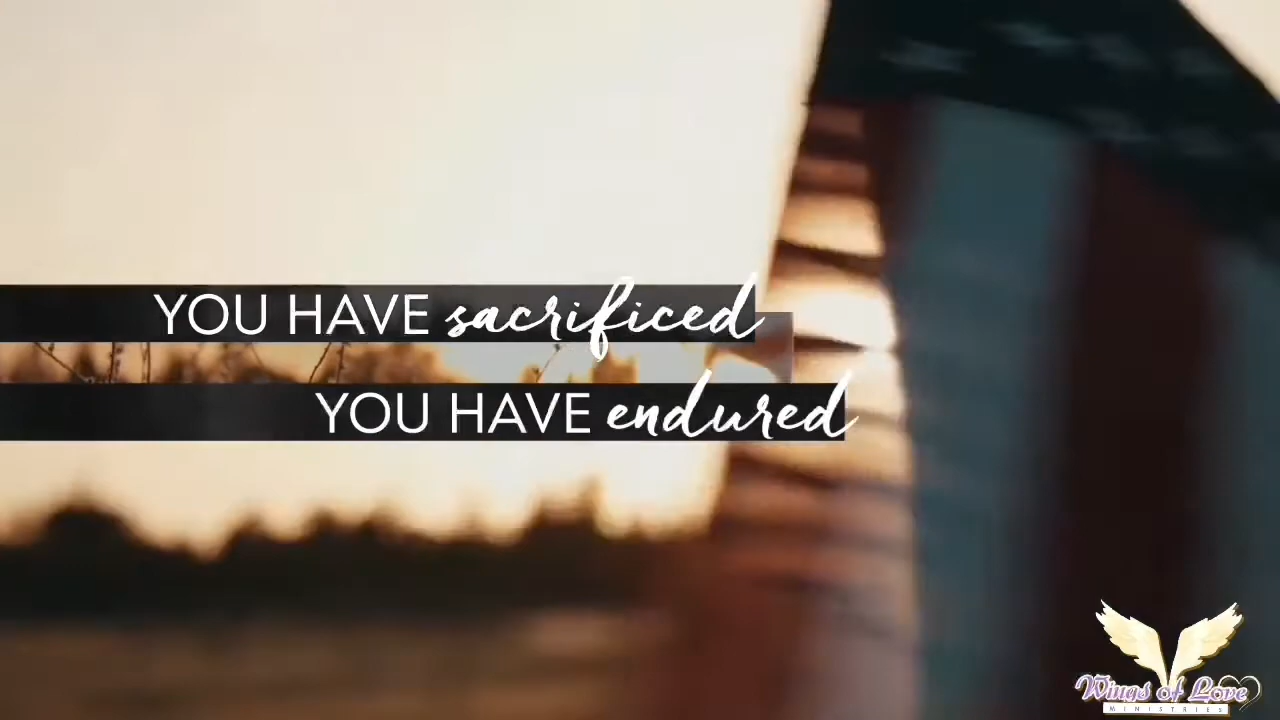 YOU HAVE sacrificed
YOU HAVE endured
Wings of Love
MINISTRIES